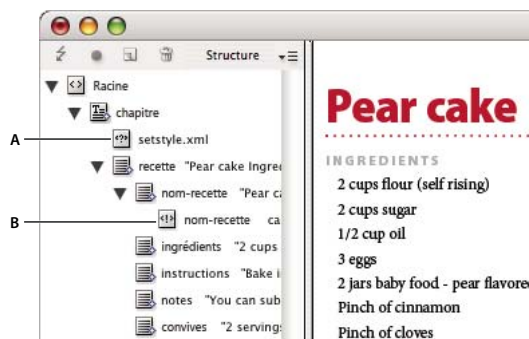 Structure
Racine
chapitre
A
setstyle.xml
recette "Pear cake Ingre
nom-recette "Pear ca
B
nom-recette ca
ingrédients "2 cups
instructions "Bake i
notes "You can sub
convives "2 serving
Pear cake
INGREDIENTS
2 cups flour (self rising)
2 cups sugar
1/2 cup oil
3 eggs
2 jars baby food - pear flavored
Pinch of cinnamon
Pinch of cloves